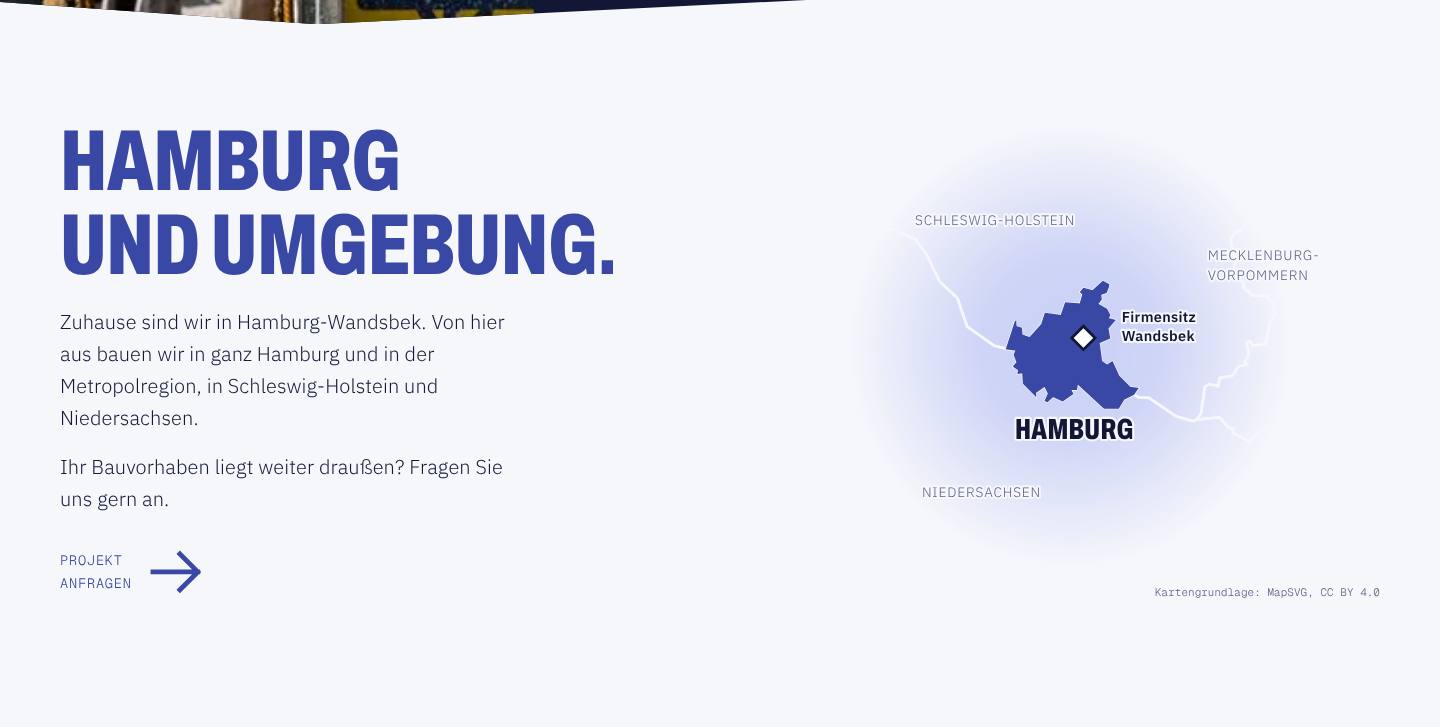 HAMBURG
UND UMGEBUNG.
Zuhause sind wir in Hamburg-Wandsbek. Von hier
aus bauen wir in ganz Hamburg und in der
Metropolregion, in Schleswig-Holstein und
Niedersachsen.
Ihr Bauvorhaben liegt weiter draußen? Fragen Sie
uns gern an.
PROJEKT
ANFRAGEN
SCHLESWIG-HOLSTEIN
MECKLENBURG-
VORPOMMERN
Firmensitz
Wandsbek
HAMBURG
NIEDERSACHSEN
Kartengrundlage: MapSVG, CC BY 4.0